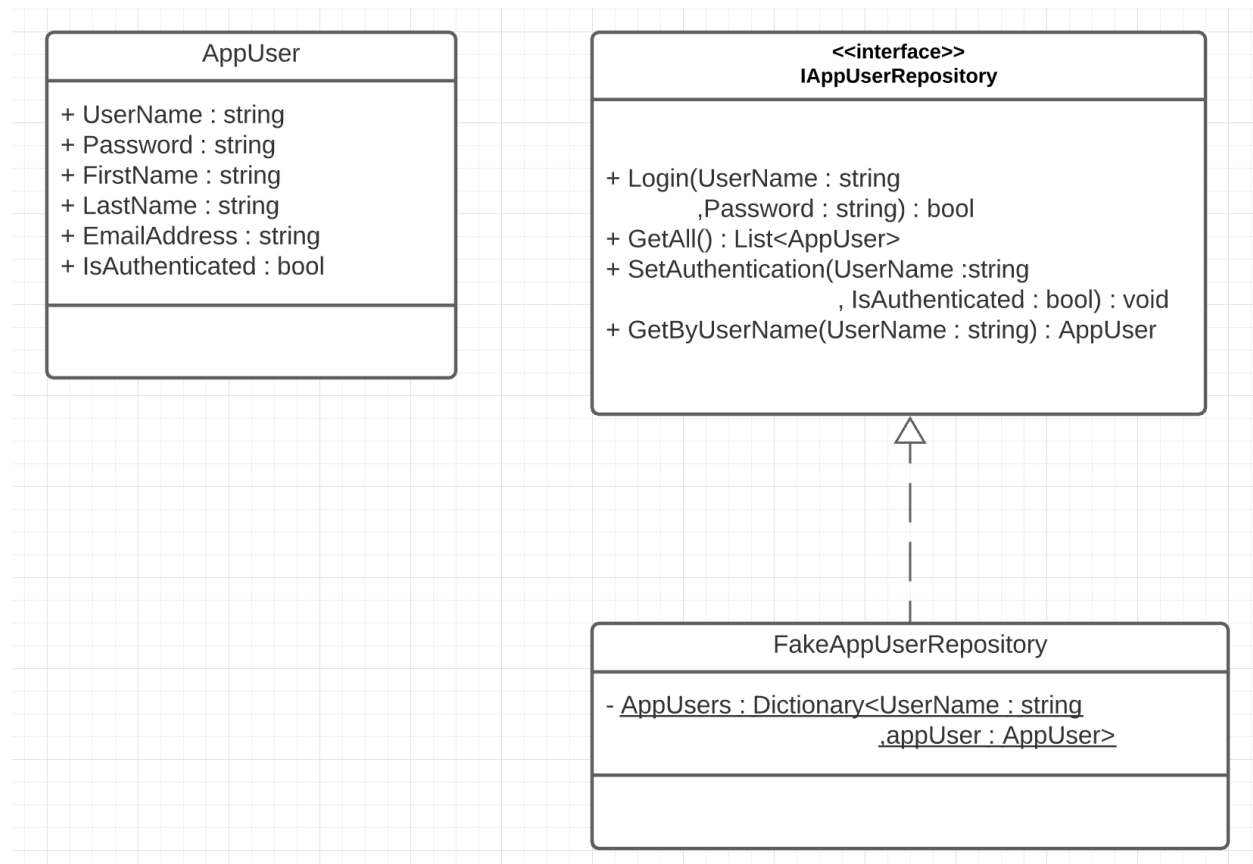 AppUser
+ UserName : string
+ Password : string
+ FirstName : string
+ LastName : string
+ EmailAddress : string
+ IsAuthenticated : bool
<<interface>>
IAppUserRepository
+ Login(UserName : string
,Password : string) : bool
+ GetAll() : List<AppUser>
+ SetAuthentication(UserName :string
, IsAuthenticated : bool) : void
+ GetByUserName(UserName : string) : AppUser
FakeAppUserRepository
- AppUsers : Dictionary<UserName : string
,appUser : AppUser>